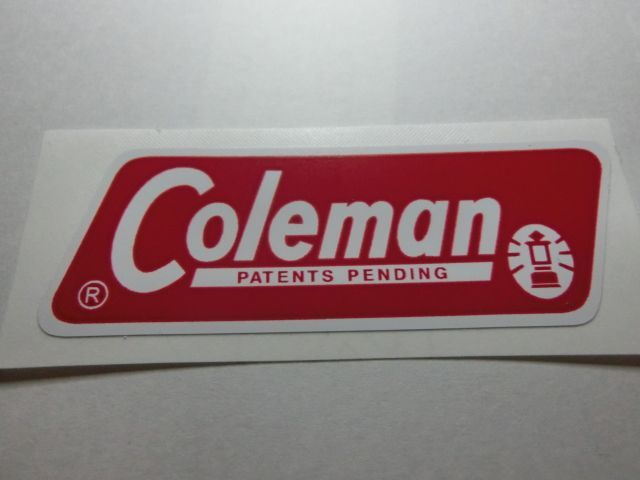 Coleman
PATENTS PENDING
®